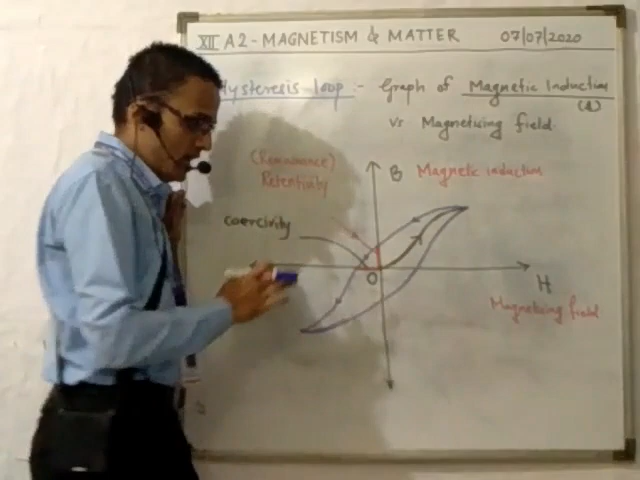 XII A2 - MAGNETISM & MATTER 07/07/2020
Hysteresis loop :- Graph of Magnetic Induction
vs Magnetising field.
(Remanance)
Retentivity
B Magnetic induction
coercivity
O
H
Magnetising field